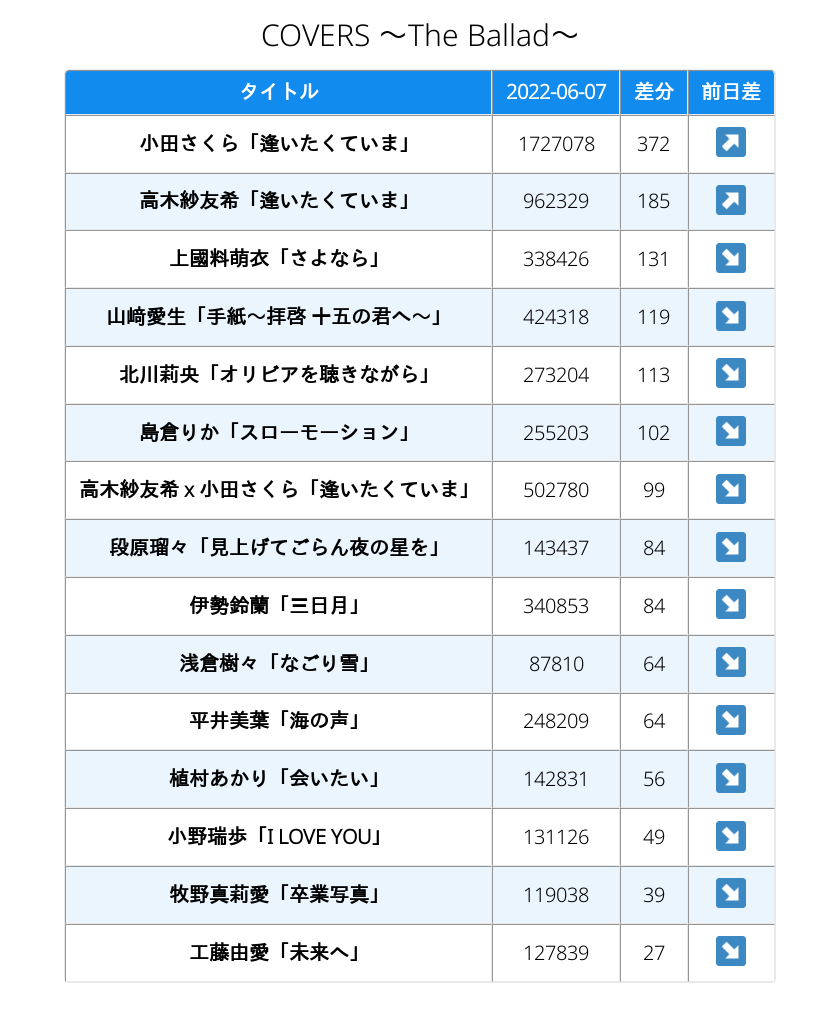 COVERS 〜The Ballad〜
タイトル 2022-06-07 差分 前日差
小田さくら「逢いたくていま」 1727078 372 ↗
高木紗友希「逢いたくていま」 962329 185 ↗
上國料萌衣「さよなら」 338426 131 ↘
山﨑愛生「手紙〜拝啓 十五の君へ〜」 424318 119 ↘
北川莉央「オリビアを聴きながら」 273204 113 ↘
島倉りか「スローモーション」 255203 102 ↘
高木紗友希 x 小田さくら「逢いたくていま」 502780 99 ↘
段原瑠々「見上げてごらん夜の星を」 143437 84 ↘
伊勢鈴蘭「三日月」 340853 84 ↘
浅倉樹々「なごり雪」 87810 64 ↘
平井美葉「海の声」 248209 64 ↘
植村あかり「会いたい」 142831 56 ↘
小野瑞歩「I LOVE YOU」 131126 49 ↘
牧野真莉愛「卒業写真」 119038 39 ↘
工藤由愛「未来へ」 127839 27 ↘